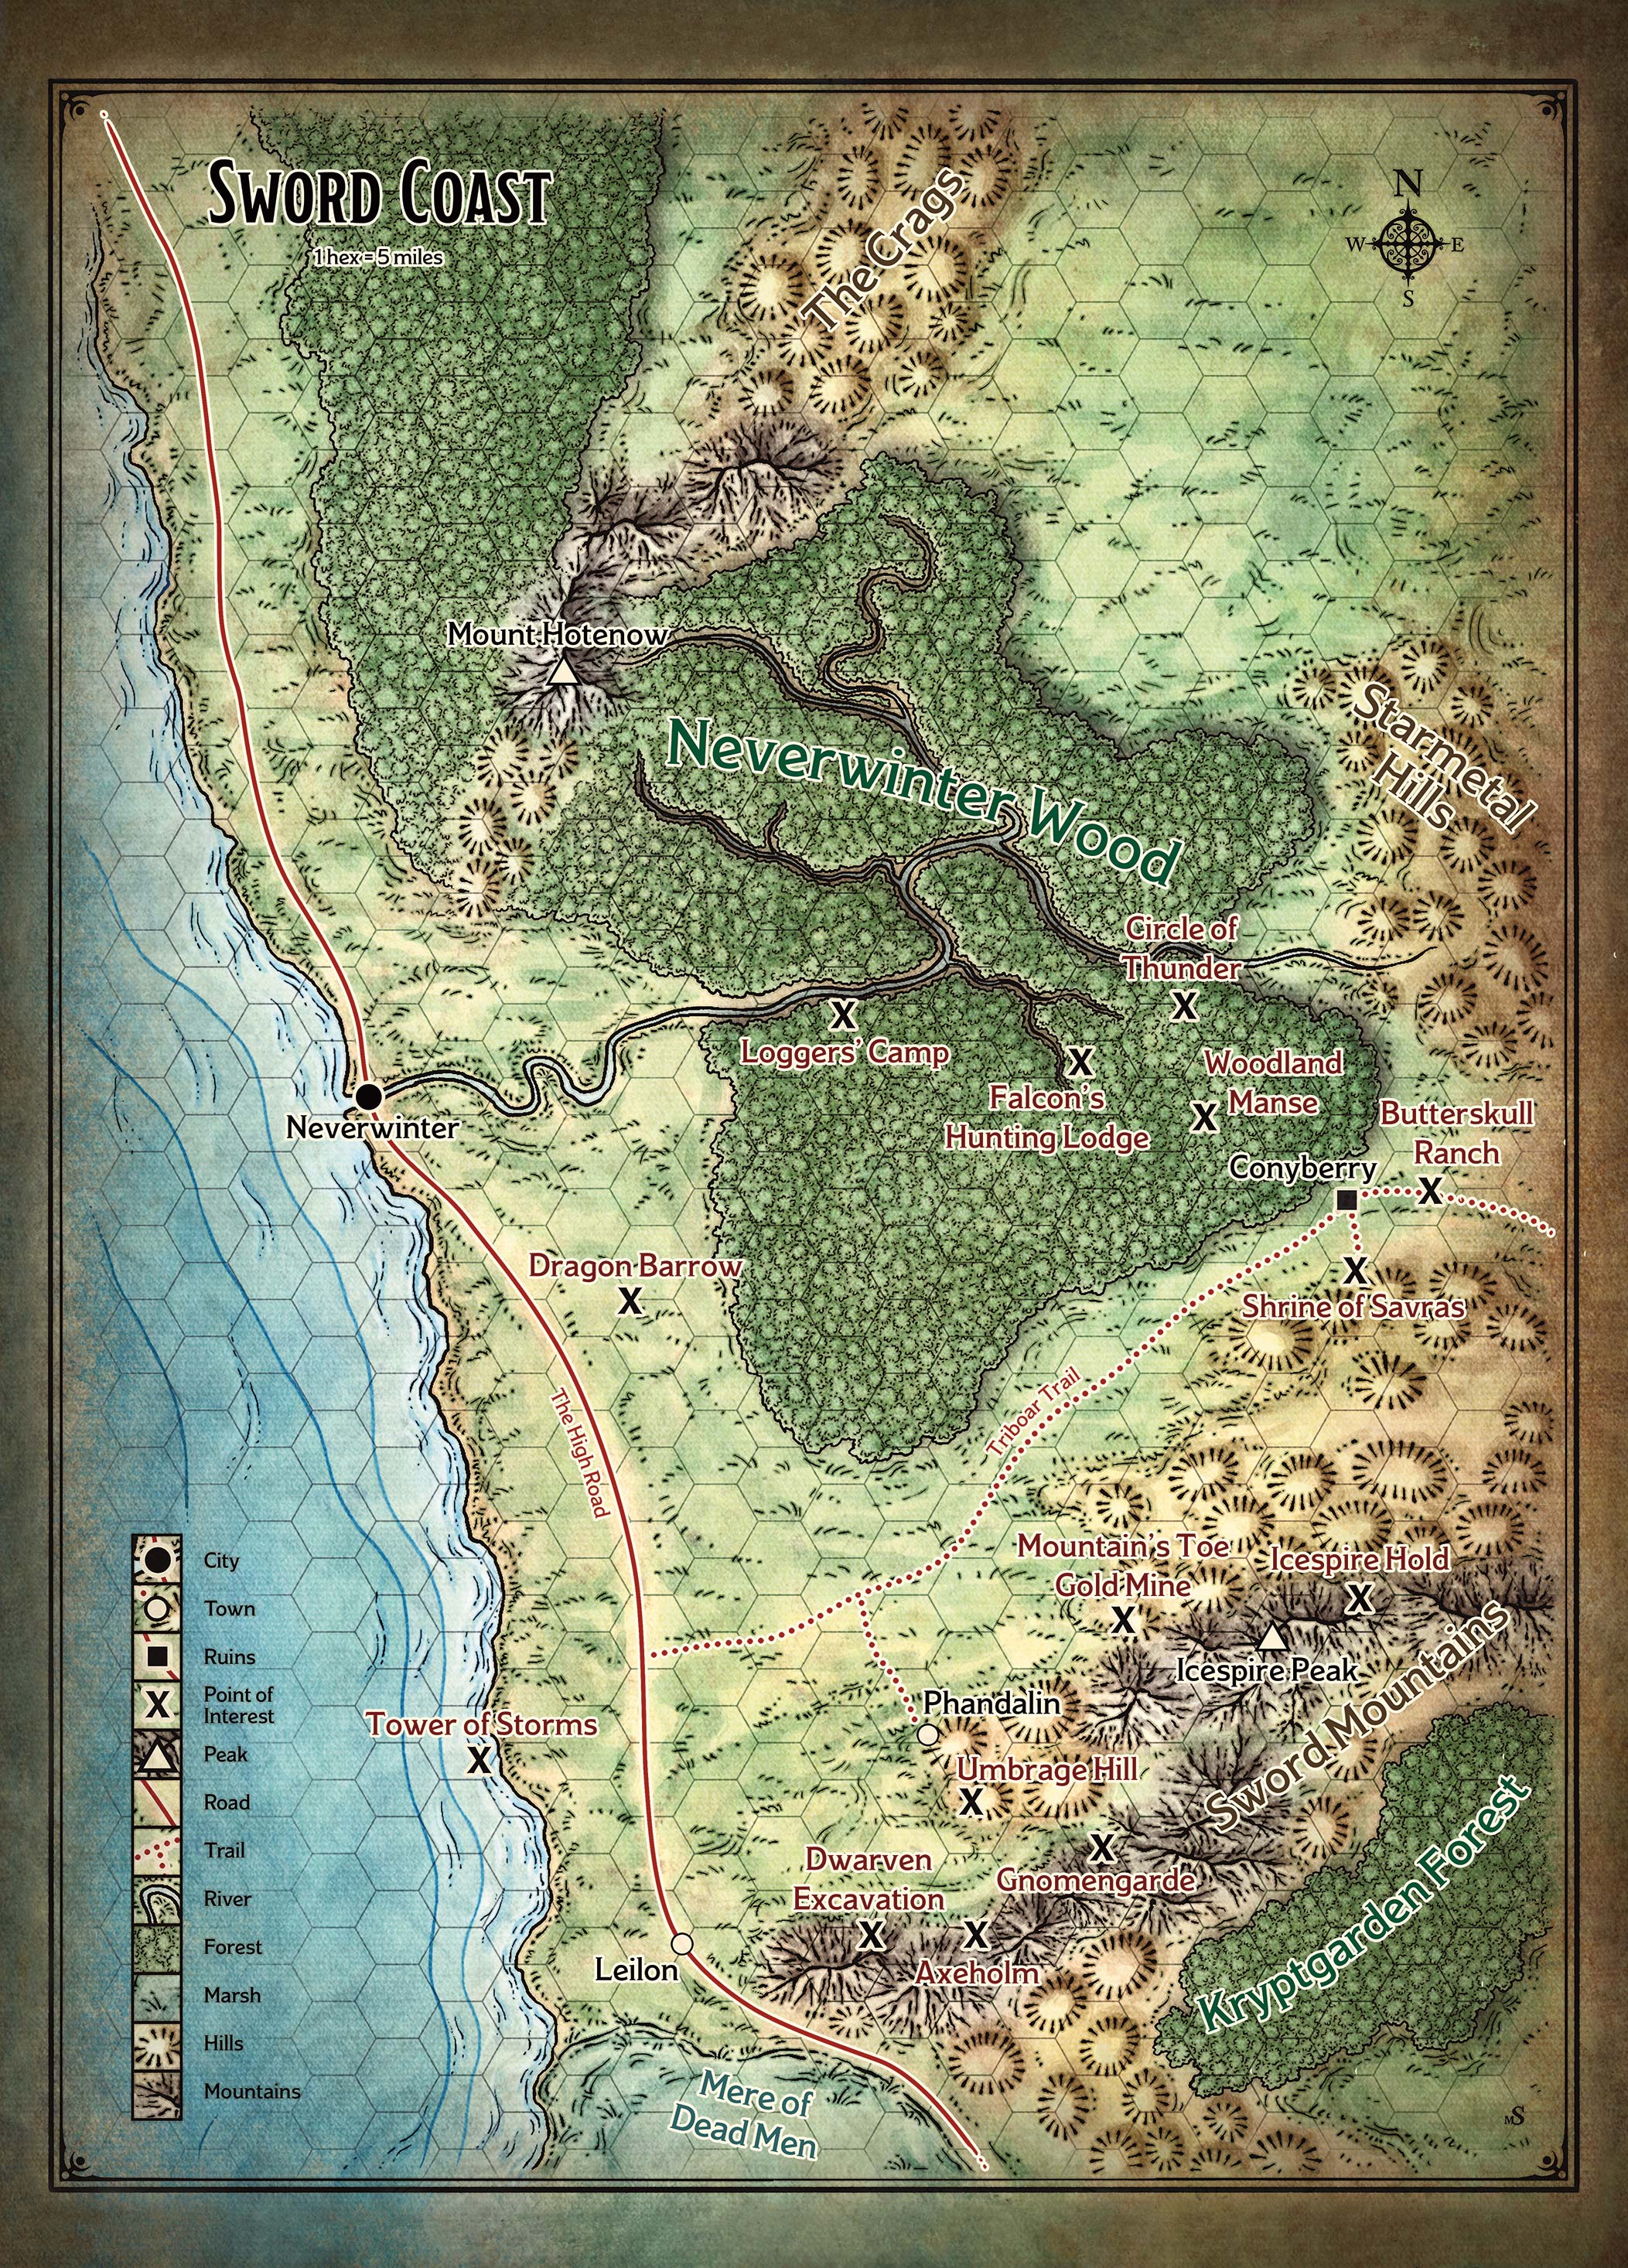 SWORD COAST
1 hex = 5 miles
The Crags
N
W
E
S
Mount Hotenow
Starmetal
Hills
Neverwinter Wood
Circle of
Thunder
Loggers' Camp
Falcon's
Hunting Lodge
Woodland
Manse
Butterskull
Ranch
Neverwinter
Conyberry
Dragon Barrow
Shrine of Savras
The High Road
Triboar Trail
Mountain's Toe
Gold Mine
Icespire Hold
Icespire Peak
Sword Mountains
Phandalin
Tower of Storms
Umbrage Hill
Dwarven
Excavation
Gnomengarde
Axeholm
Leilon
Kryptgarden Forest
Mere of
Dead Men
City
Town
Ruins
Point of
Interest
Peak
Road
Trail
River
Forest
Marsh
Hills
Mountains
MS